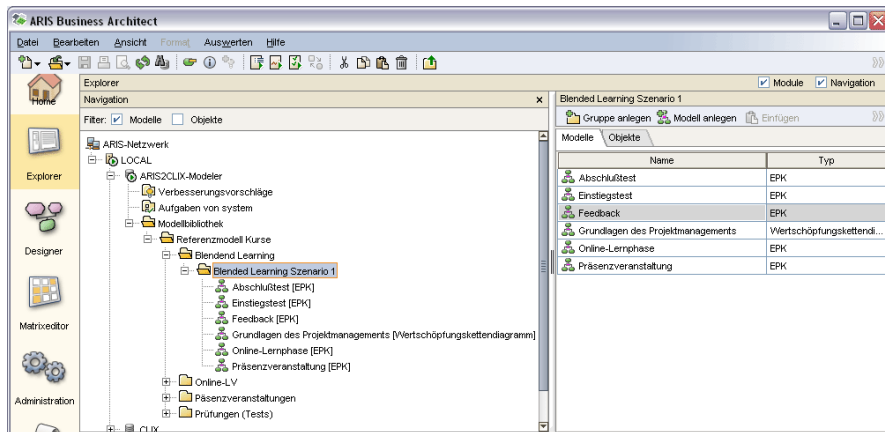 ARIS Business Architect
Datei Bearbeiten Ansicht Format Auswerten Hilfe
Home
Explorer
Designer
Matrixeditor
Administration
Explorer
Module Navigation
Navigation
Filter: Modelle Objekte
ARIS-Netzwerk
LOCAL
ARIS2CLIX-Modeler
Verbesserungsvorschläge
Aufgaben von system
Modellbibliothek
Referenzmodell Kurse
Blendend Learning
Blended Learning Szenario 1
Abschlußtest [EPK]
Einstiegstest [EPK]
Feedback [EPK]
Grundlagen des Projektmanagements [Wertschöpfungskettendiagramm]
Online-Lernphase [EPK]
Präsenzveranstaltung [EPK]
Online-LV
Päsenzveranstaltungen
Prüfungen (Tests)
CLIX
Blended Learning Szenario 1
Gruppe anlegen Modell anlegen Einfügen
Modelle Objekte
Name Typ
Abschlußtest EPK
Einstiegstest EPK
Feedback EPK
Grundlagen des Projektmanagements Wertschöpfungskettendi...
Online-Lernphase EPK
Präsenzveranstaltung EPK